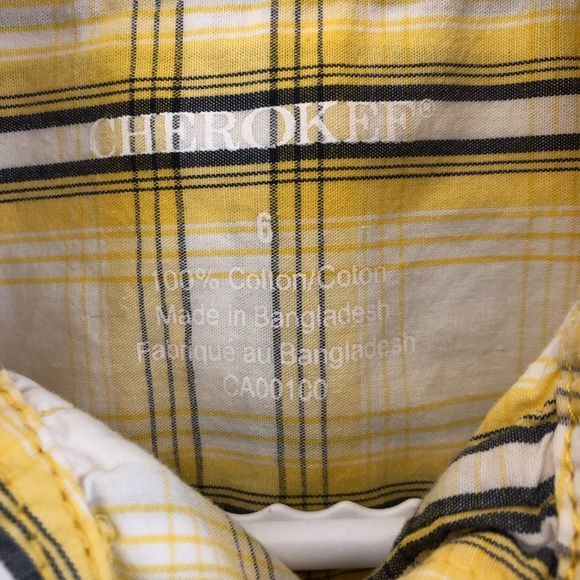 CHEROKEE®
6
100% Cotton/Coton
Made in Bangladesh
Fabriqué au Bangladesh
CA00100